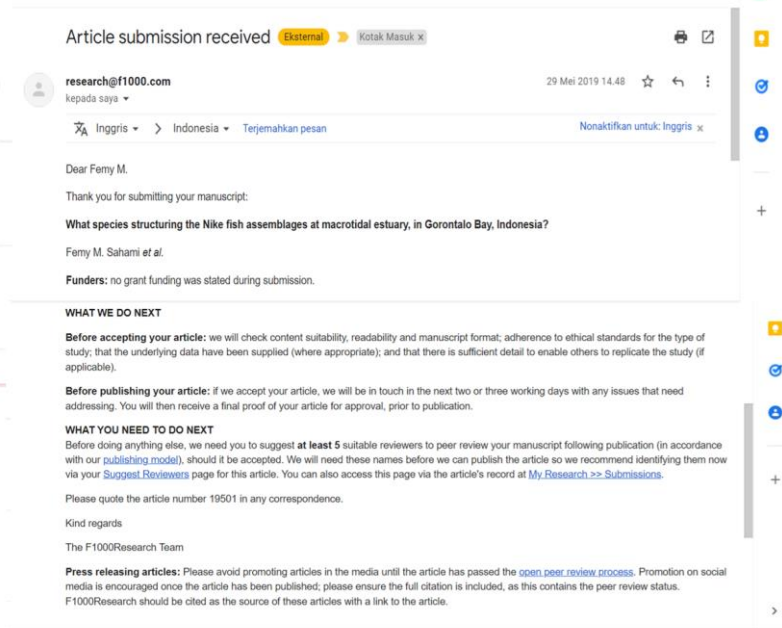 Article submission received Eksternal Kotak Masuk x
research@f1000.com 29 Mei 2019 14.48
kepada saya
Inggris > Indonesia Terjemahkan pesan Nonaktifkan untuk: Inggris x
Dear Femy M.
Thank you for submitting your manuscript:
What species structuring the Nike fish assemblages at macrotidal estuary, in Gorontalo Bay, Indonesia?
Femy M. Sahami et al.
Funders: no grant funding was stated during submission.
WHAT WE DO NEXT
Before accepting your article: we will check content suitability, readability and manuscript format; adherence to ethical standards for the type of
study; that the underlying data have been supplied (where appropriate); and that there is sufficient detail to enable others to replicate the study (if
applicable).
Before publishing your article: if we accept your article, we will be in touch in the next two or three working days with any issues that need
addressing. You will then receive a final proof of your article for approval, prior to publication.
WHAT YOU NEED TO DO NEXT
Before doing anything else, we need you to suggest at least 5 suitable reviewers to peer review your manuscript following publication (in accordance
with our publishing model), should it be accepted. We will need these names before we can publish the article so we recommend identifying them now
via your Suggest Reviewers page for this article. You can also access this page via the article's record at My Research >> Submissions.
Please quote the article number 19501 in any correspondence.
Kind regards
The F1000Research Team
Press releasing articles: Please avoid promoting articles in the media until the article has passed the open peer review process. Promotion on social
media is encouraged once the article has been published; please ensure the full citation is included, as this contains the peer review status.
F1000Research should be cited as the source of these articles with a link to the article.